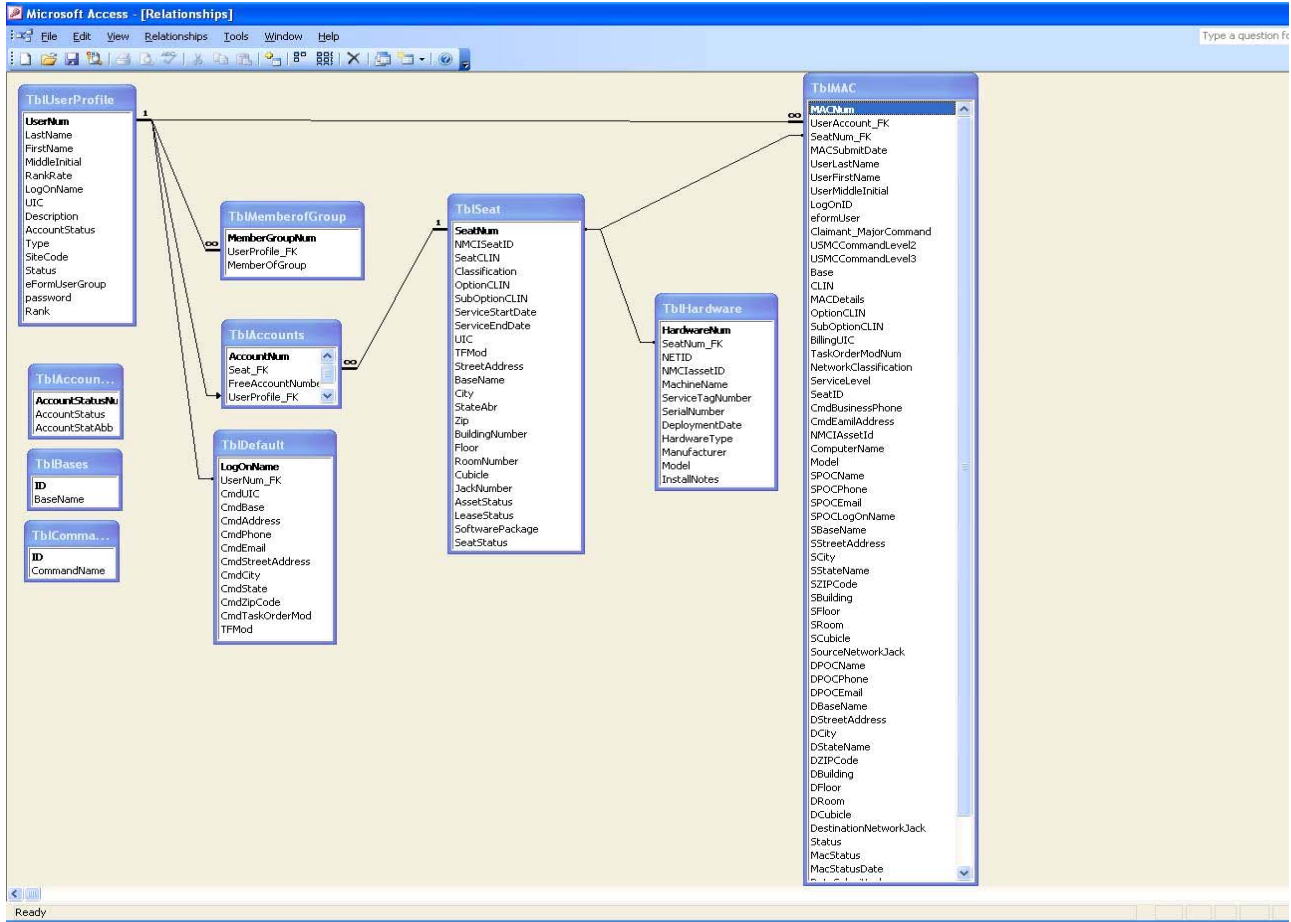 Microsoft Access - [Relationships]
File Edit View Relationships Tools Window Help
Type a question fo
TblUserProfile
UserNum
LastName
FirstName
MiddleInitial
RankRate
LogOnName
UIC
Description
AccountStatus
Type
SiteCode
Status
eFormUserGroup
password
Rank
1
∞
TblMemberofGroup
MemberGroupNum
UserProfile_FK
MemberOfGroup
∞
TblAccounts
AccountNum
Seat_FK
FreeAccountNumbe
UserProfile_FK
∞
TblAccoun...
AccountStatusNu
AccountStatus
AccountStatAbb
TblBases
ID
BaseName
TblComma...
ID
CommandName
TblDefault
LogOnName
UserNum_FK
CmdUIC
CmdBase
CmdAddress
CmdPhone
CmdEmail
CmdStreetAddress
CmdCity
CmdState
CmdZipCode
CmdTaskOrderMod
TFMod
1
TblSeat
SeatNum
NMCISeatID
SeatCLIN
Classification
OptionCLIN
SubOptionCLIN
ServiceStartDate
ServiceEndDate
UIC
TFMod
StreetAddress
BaseName
City
StateAbr
Zip
BuildingNumber
Floor
RoomNumber
Cubicle
JackNumber
AssetStatus
LeaseStatus
SoftwarePackage
SeatStatus
TblHardware
HardwareNum
SeatNum_FK
NETID
NMCIassetID
MachineName
ServiceTagNumber
SerialNumber
DeploymentDate
HardwareType
Manufacturer
Model
InstallNotes
TblMAC
MACNum
UserAccount_FK
SeatNum_FK
MACSubmitDate
UserLastName
UserFirstName
UserMiddleInitial
LogOnID
eformUser
Claimant_MajorCommand
USMCCommandLevel2
USMCCommandLevel3
Base
CLIN
MACDetails
OptionCLIN
SubOptionCLIN
BillingUIC
TaskOrderModNum
NetworkClassification
ServiceLevel
SeatID
CmdBusinessPhone
CmdEamilAddress
NMCIAssetId
ComputerName
Model
SPOCName
SPOCPhone
SPOCEmail
SPOCLogOnName
SBaseName
SStreetAddress
SCity
SStateName
SZIPCode
SBuilding
SFloor
SRoom
SCubicle
SourceNetworkJack
DPOCName
DPOCPhone
DPOCEmail
DBaseName
DStreetAddress
DCity
DStateName
DZIPCode
DBuilding
DFloor
DRoom
DCubicle
DestinationNetworkJack
Status
MacStatus
MacStatusDate
Ready